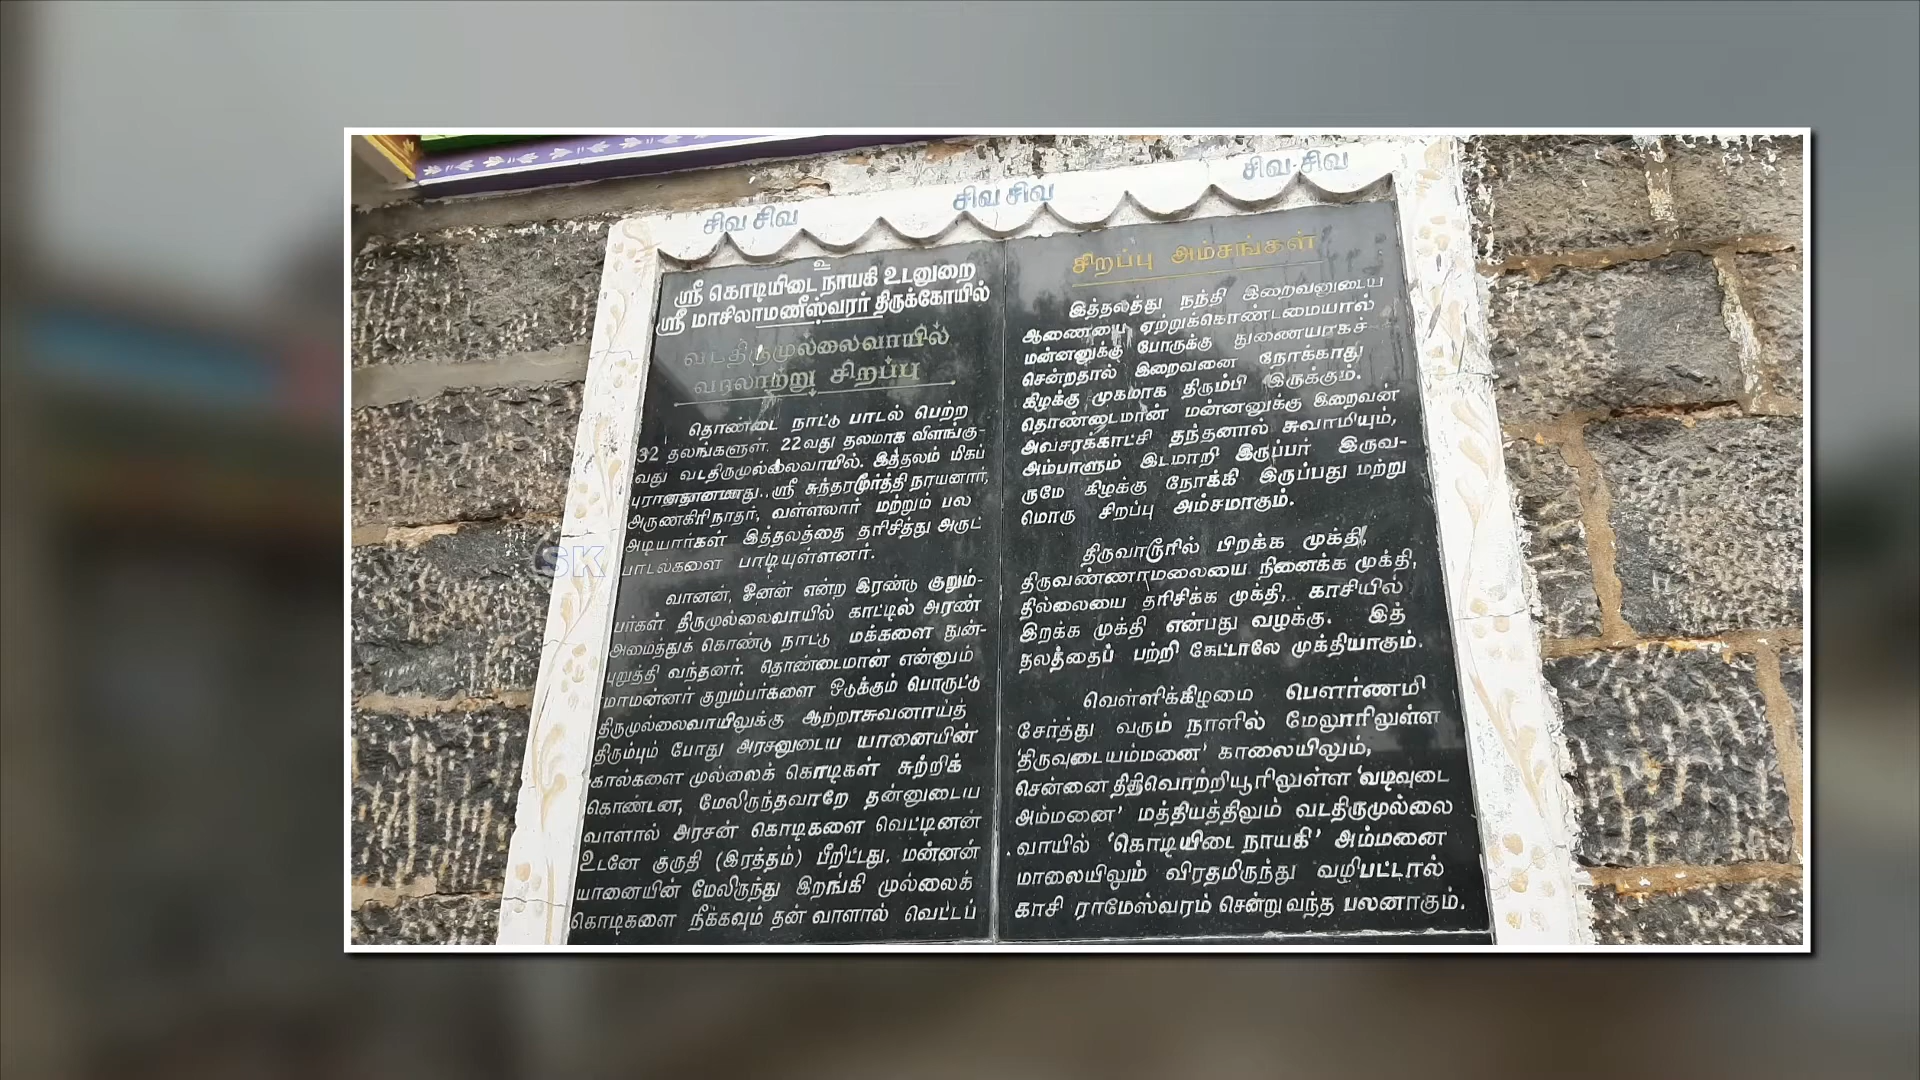 சிவ சிவ
சிவ சிவ
சிவ சிவ
உ
ஸ்ரீ கொடியிடை நாயகி உடனுறை
ஸ்ரீ மாசிலாமணீஸ்வரர் திருக்கோயில்
வடதிருமுல்லைவாயில்
வரலாற்று சிறப்பு
தொண்டை நாட்டு பாடல் பெற்ற
32 தலங்களுள் 22வது தலமாக விளங்கு-
வது வடதிருமுல்லைவாயில். இத்தலம் மிகப்
புரானதானமாது..ஸ்ரீ சுந்தரமூர்த்தி நாயனார்,
அருணகிரிநாதர், வள்ளலார் மற்றும் பல
அடியார்கள் இத்தலத்தை தரிசித்து அருட்
பாடல்களை பாடியுள்ளனர்.
வானன், ஓனன் என்ற இரண்டு குறும்-
பர்கள் திருமுல்லைவாயில் காட்டில் அரண்
அமைத்துக் கொண்டு நாட்டு மக்களை துன்-
புறுத்தி வந்தனர். தொண்டைமான் என்னும்
மாமன்னர் குறும்பர்களை ஒடுக்கும் பொருட்டு
திருமுல்லைவாயிலுக்கு ஆற்றாசுவனாய்த்
திரும்பும் போது அரசனுடைய யானையின்
கால்களை முல்லைக் கொடிகள் சுற்றிக்
கொண்டன, மேலிருந்தவாறே தன்னுடைய
வாளால் அரசன் கொடிகளை வெட்டினன்
உடனே குருதி (இரத்தம்) பீறிட்டது. மன்னன்
யானையின் மேலிருந்து இறங்கி முல்லைக்
கொடிகளை நீக்கவும் தன் வாளால் வெட்டப்
சிறப்பு அம்சங்கள்
இத்தலத்து நந்தி இறைவனுடைய
ஆணையை ஏற்றுக்கொண்டமையால்
மன்னனுக்கு போருக்கு துணையாகச்
சென்றதால் இறைவனை நோக்காது
கிழக்கு முகமாக திரும்பி இருக்கும்.
தொண்டைமான் மன்னனுக்கு இறைவன்
அவசரக்காட்சி தந்தனால் சுவாமியும்,
அம்பாளும் இடமாறி இருப்பர் இருவ-
ருமே கிழக்கு நோக்கி இருப்பது மற்று
மொரு சிறப்பு அம்சமாகும்.
திருவாரூரில் பிறக்க முக்தி,
திருவண்ணாமலையை நினைக்க முக்தி,
தில்லையை தரிசிக்க முக்தி, காசியில்
இறக்க முக்தி என்பது வழக்கு. இத்
தலத்தைப் பற்றி கேட்டாலே முக்தியாகும்.
வெள்ளிக்கிழமை பௌர்ணமி
சேர்த்து வரும் நாளில் மேலூரிலுள்ள
'திருவுடையம்மனை' காலையிலும்,
சென்னை திருவொற்றியூரிலுள்ள 'வடிவுடை
அம்மனை' மத்தியத்திலும் வடதிருமுல்லை
வாயில் 'கொடியிடை நாயகி' அம்மனை
மாலையிலும் விரதமிருந்து வழிபட்டால்
காசி ராமேஸ்வரம் சென்று வந்த பலனாகும்.
SK